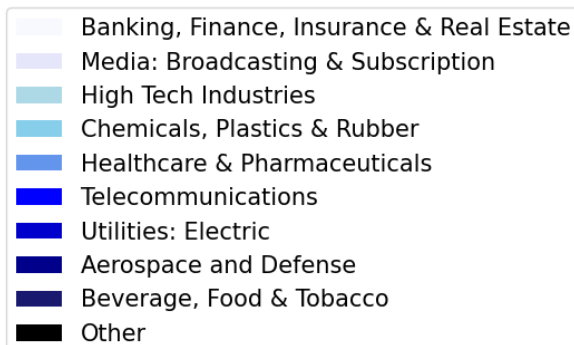 Banking, Finance, Insurance & Real Estate
Media: Broadcasting & Subscription
High Tech Industries
Chemicals, Plastics & Rubber
Healthcare & Pharmaceuticals
Telecommunications
Utilities: Electric
Aerospace and Defense
Beverage, Food & Tobacco
Other